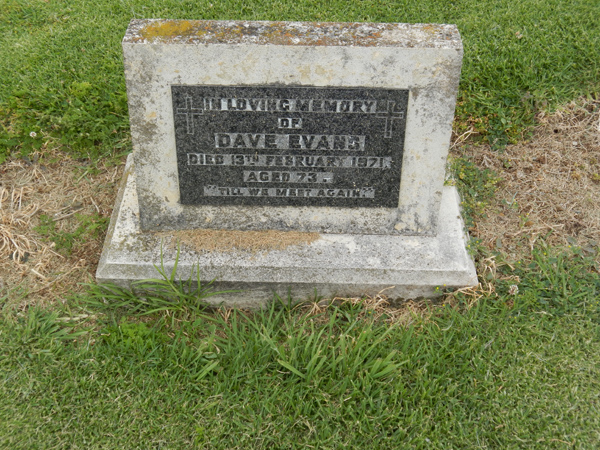 IN LOVING MEMORY
OF
DAVE EVANS
DIED 13TH FEBRUARY 1971
AGED 73
"TILL WE MEET AGAIN"